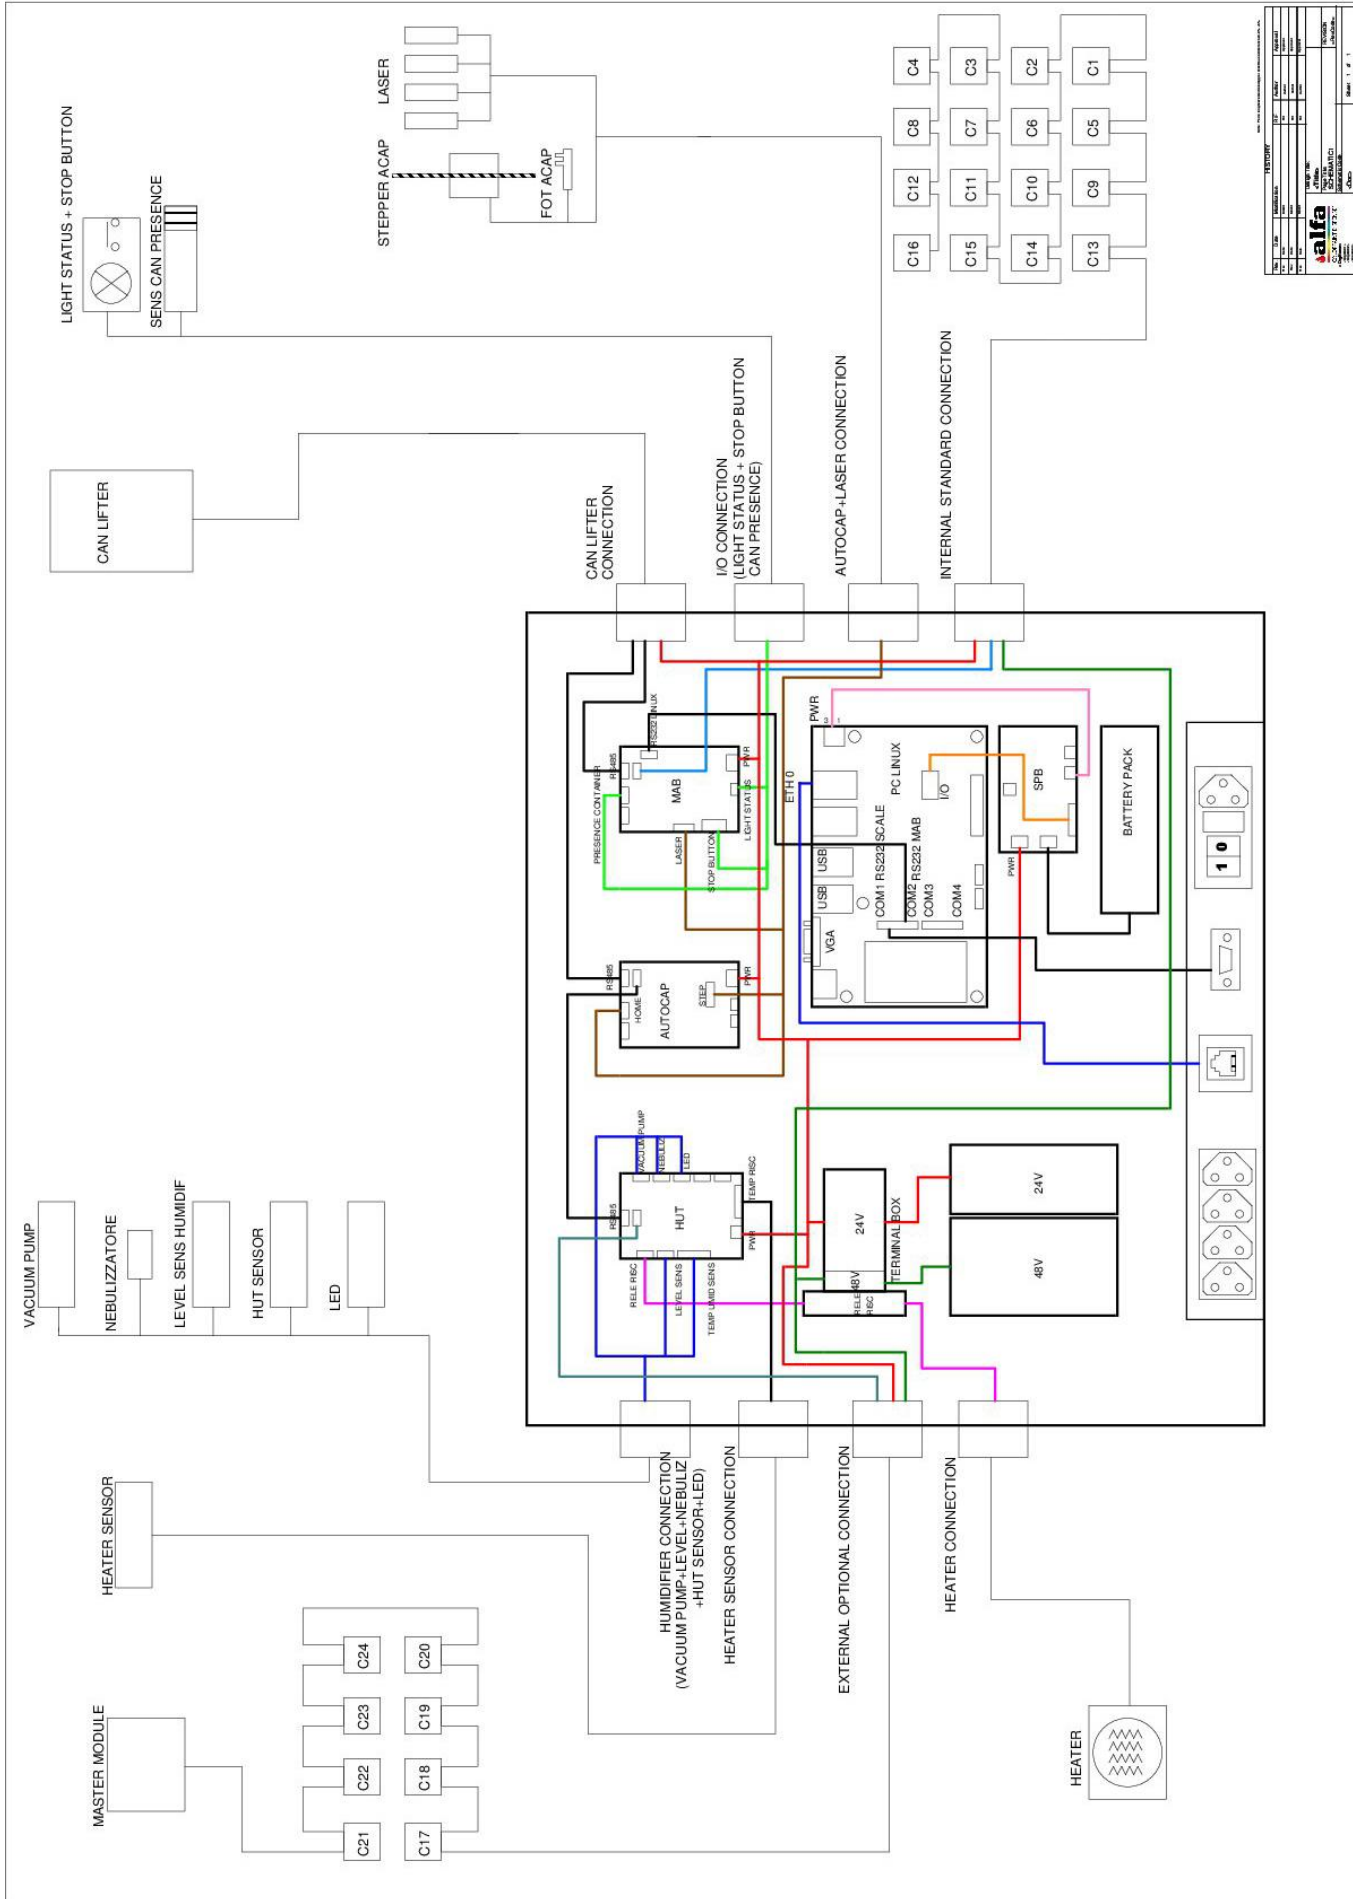 LIGHT STATUS + STOP BUTTON
SENS CAN PRESENCE
LASER
STEPPER ACAP
FOT ACAP
C4
C3
C2
C1
C8
C7
C6
C5
C12
C11
C10
C9
C16
C15
C14
C13
HISTORY
alfa
SCHEMATICI
CAN LIFTER
CAN LIFTER
CONNECTION
I/O CONNECTION
(LIGHT STATUS + STOP BUTTON
CAN PRESENCE)
AUTOCAP+LASER CONNECTION
INTERNAL STANDARD CONNECTION
PRESENCE CONTAINER
RS485
RS232 LINUX
MAB
LASER
STOP BUTTON
LIGHT STATUS
PWR
RS485
HOME
AUTOCAP
STEP
PWR
PWR
ETH 0
PC LINUX
I/O
USB
USB
VGA
COM1 RS232 SCALE
COM2 RS232 MAB
COM3
COM4
SPB
PWR
BATTERY PACK
1 0
VACUUM PUMP
NEBULIZ
LED
RS485
HUT
TEMP RISC
PWR
RELE RISC
LEVEL SENS
TEMP UMID SENS
24V
48V
TERMINAL BOX
RELE
RISC
24V
48V
VACUUM PUMP
NEBULIZZATORE
LEVEL SENS HUMIDIF
HUT SENSOR
LED
HEATER SENSOR
HUMIDIFIER CONNECTION
(VACUUM PUMP+LEVEL+NEBULIZ
+HUT SENSOR+LED)
HEATER SENSOR CONNECTION
EXTERNAL OPTIONAL CONNECTION
HEATER CONNECTION
MASTER MODULE
C24
C20
C23
C19
C22
C18
C21
C17
HEATER